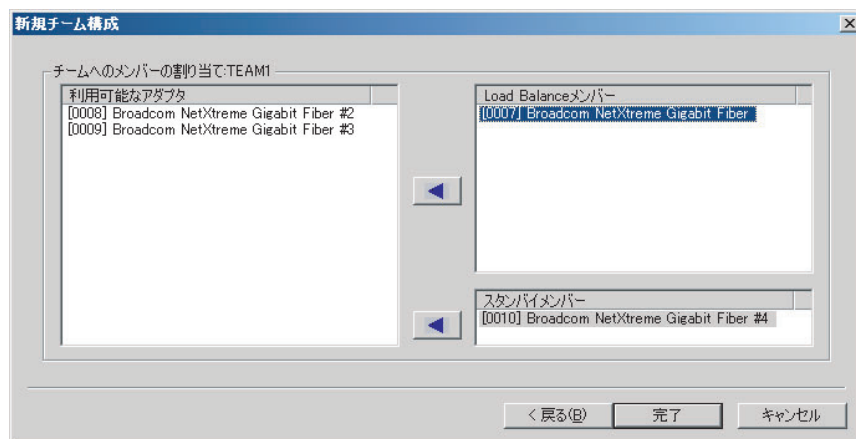 新規チーム構成
チームへのメンバーの割り当て:TEAM1
利用可能なアダプタ
[0008] Broadcom NetXtreme Gigabit Fiber #2
[0009] Broadcom NetXtreme Gigabit Fiber #3
Load Balanceメンバー
[0007] Broadcom NetXtreme Gigabit Fiber
スタンバイメンバー
[0010] Broadcom NetXtreme Gigabit Fiber #4
< 戻る(B)
完了
キャンセル